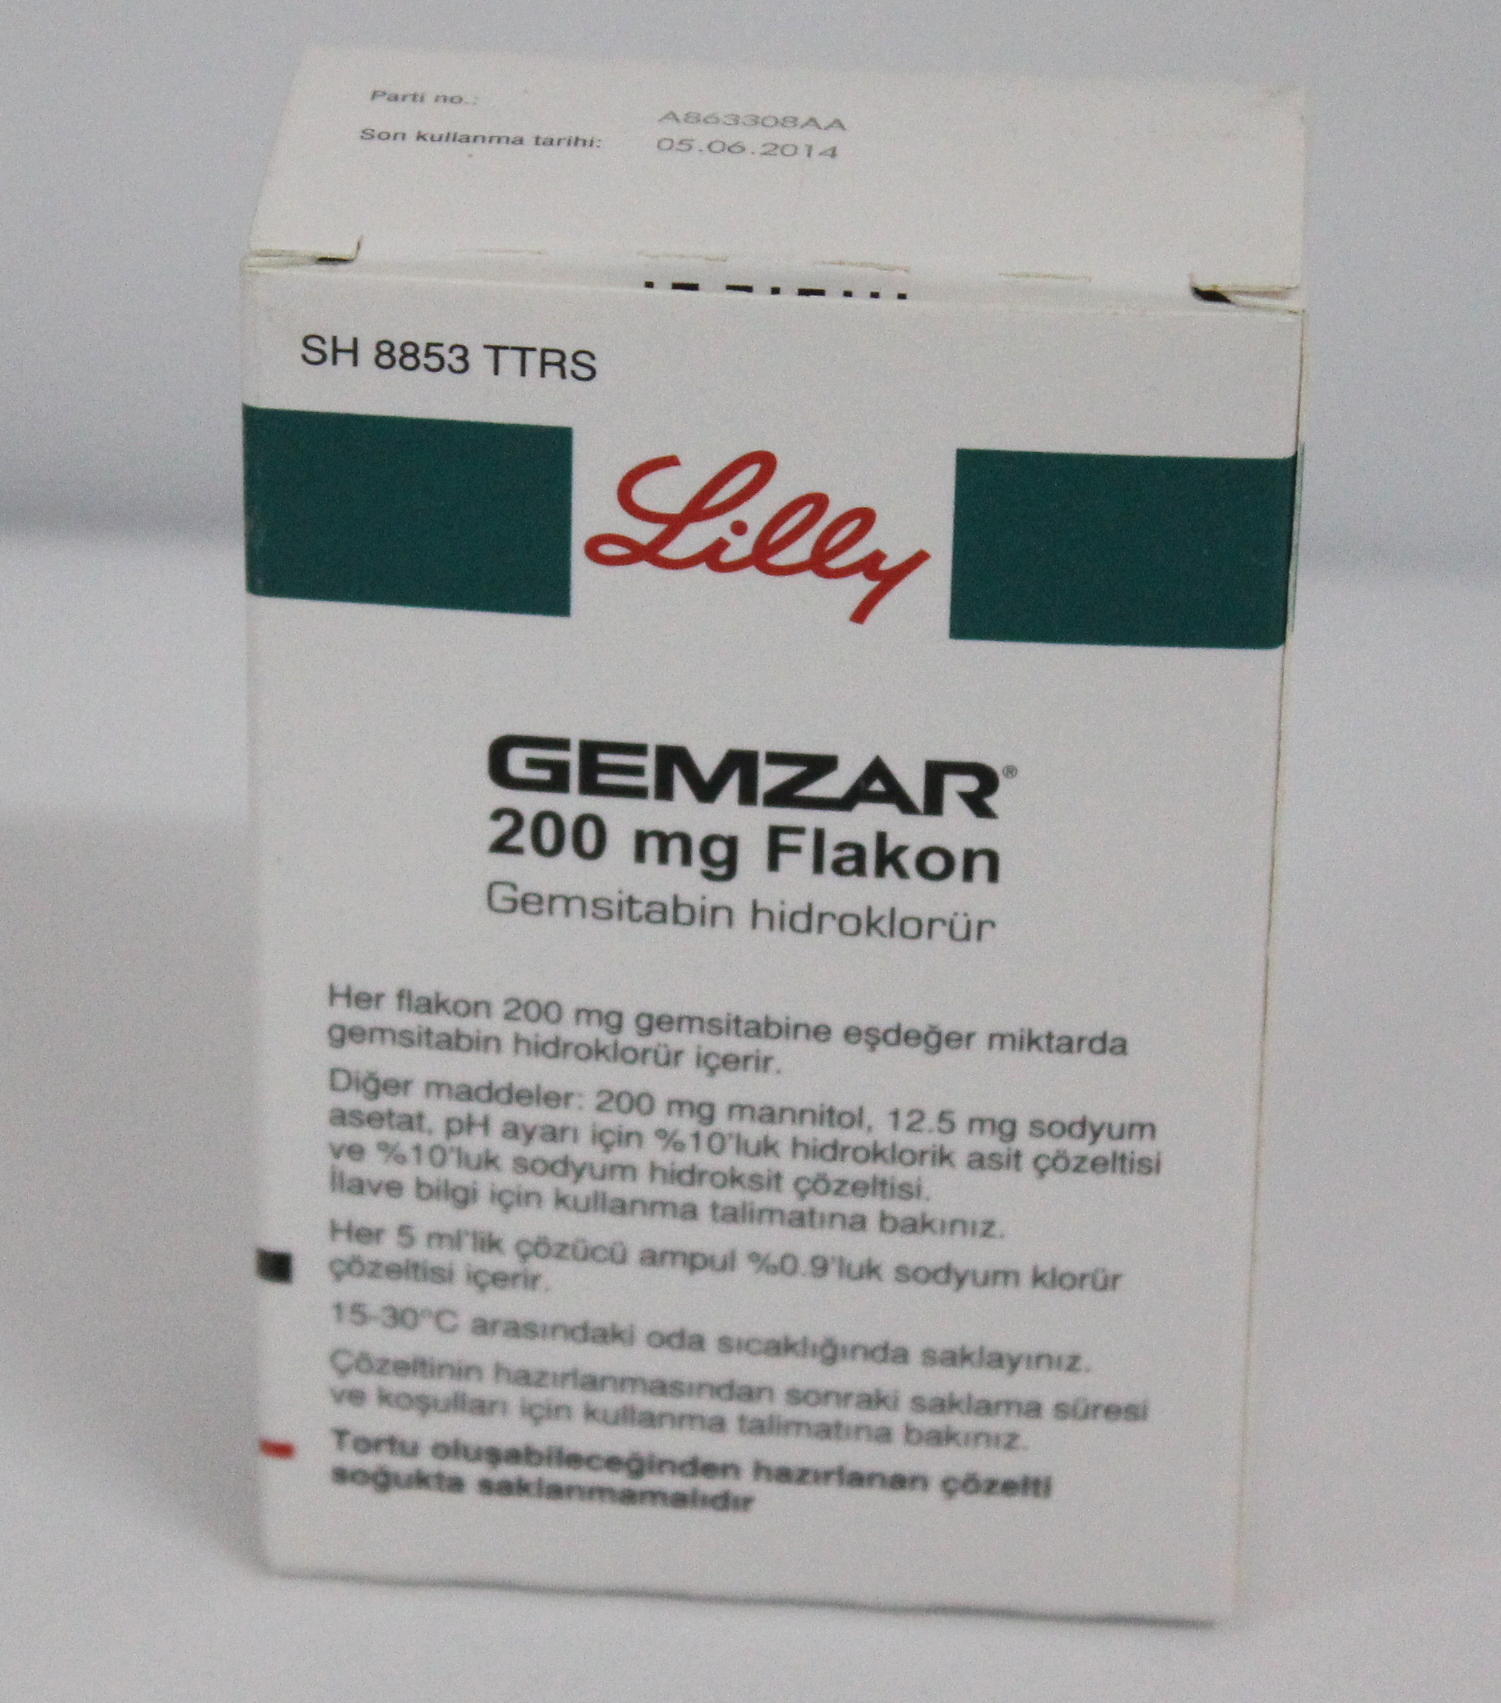 Parti no.: A863308AA
Son kullanma tarihi: 05.06.2014
SH 8853 TTRS
Lilly
GEMZAR®
200 mg Flakon
Gemsitabin hidroklorür
Her flakon 200 mg gemsitabine eşdeğer miktarda
gemsitabin hidroklorür içerir.
Diğer maddeler: 200 mg mannitol, 12.5 mg sodyum
asetat, pH ayarı için %10'luk hidroklorik asit çözeltisi
ve %10'luk sodyum hidroksit çözeltisi.
İlave bilgi için kullanma talimatına bakınız.
Her 5 ml'lik çözücü ampul %0.9'luk sodyum klorür
çözeltisi içerir.
15-30°C arasındaki oda sıcaklığında saklayınız.
Çözeltinin hazırlanmasından sonraki saklama süresi
ve koşulları için kullanma talimatına bakınız.
Tortu oluşabileceğinden hazırlanan çözelti
soğukta saklanmamalıdır